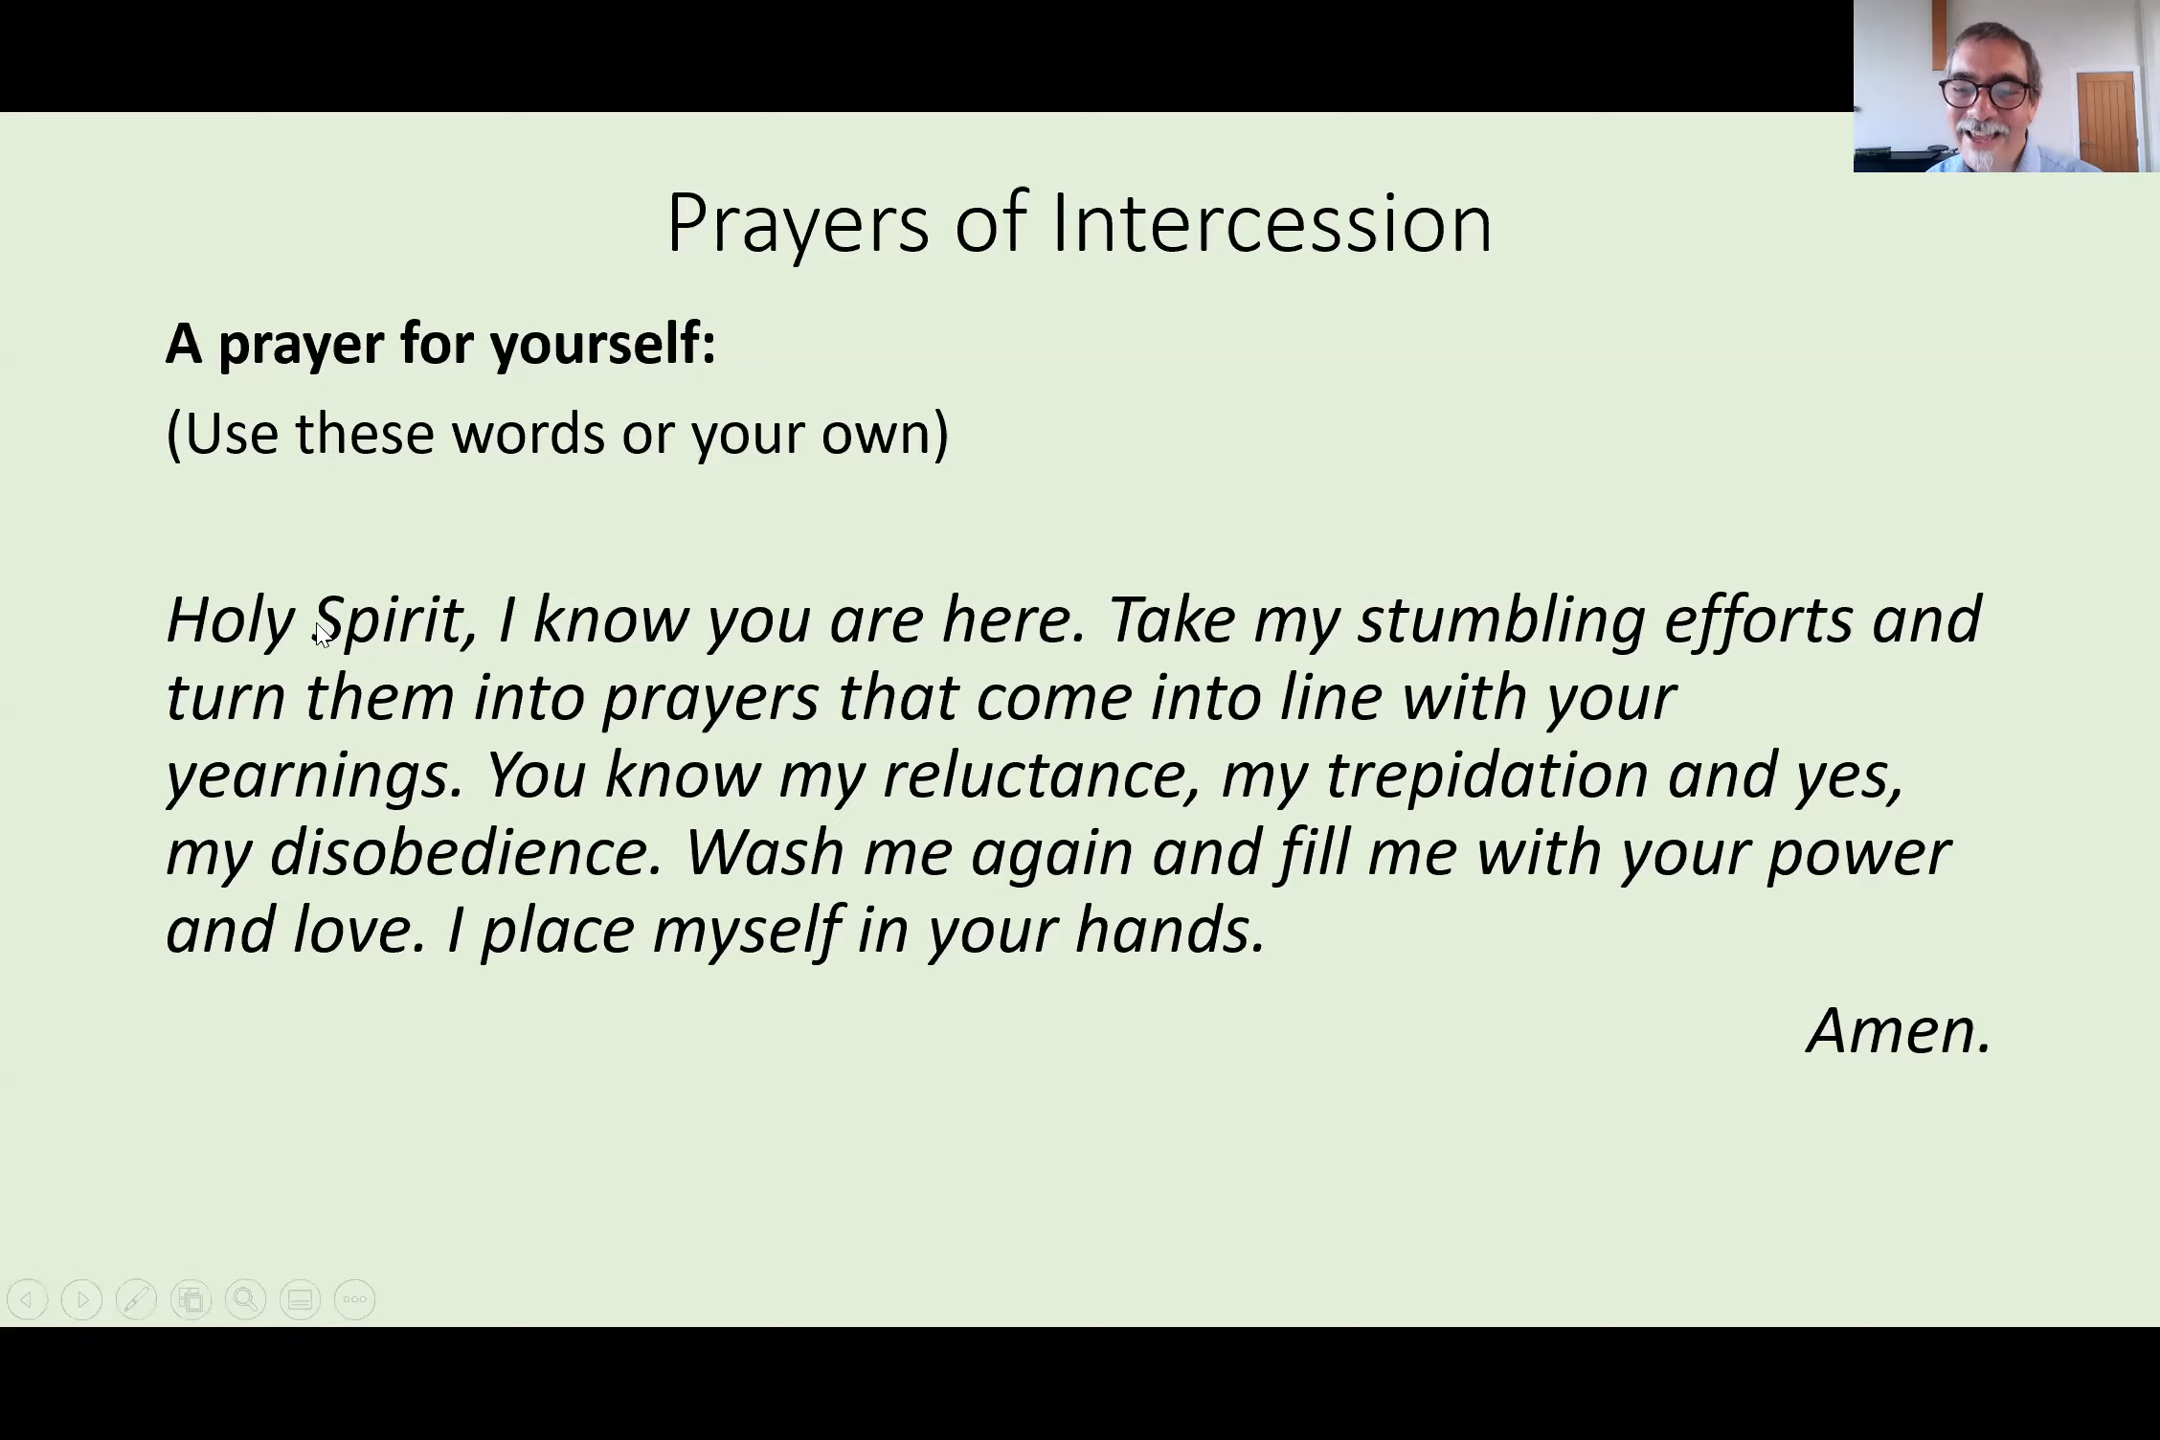 Prayers of Intercession
A prayer for yourself:
(Use these words or your own)
Holy Spirit, I know you are here. Take my stumbling efforts and
turn them into prayers that come into line with your
yearnings. You know my reluctance, my trepidation and yes,
my disobedience. Wash me again and fill me with your power
and love. I place myself in your hands.
Amen.